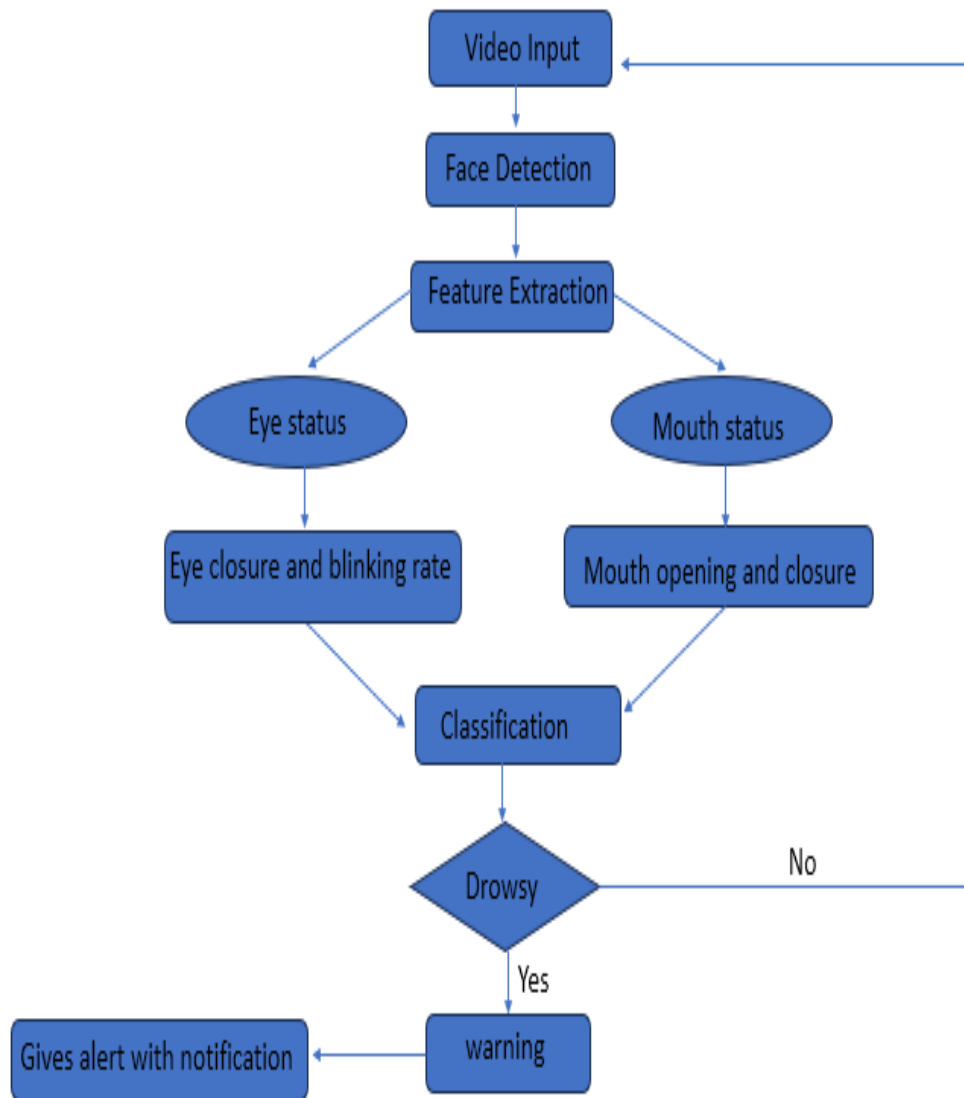 Video Input
Face Detection
Feature Extraction
Eye status
Mouth status
Eye closure and blinking rate
Mouth opening and closure
Classification
Drowsy
No
Yes
warning
Gives alert with notification